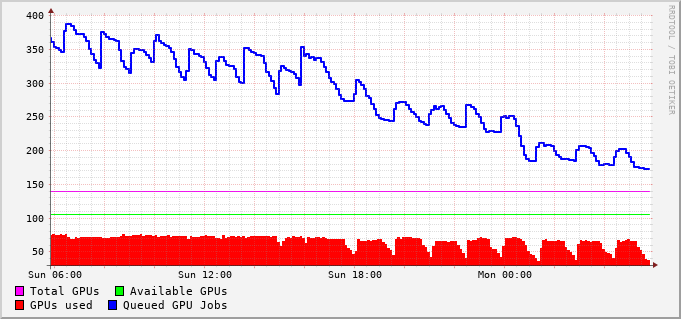 400
350
300
250
200
150
100
50
Sun 06:00 Sun 12:00 Sun 18:00 Mon 00:00
Total GPUs Available GPUs
GPUs used Queued GPU Jobs
RRDTOOL / TOBI OETIKER